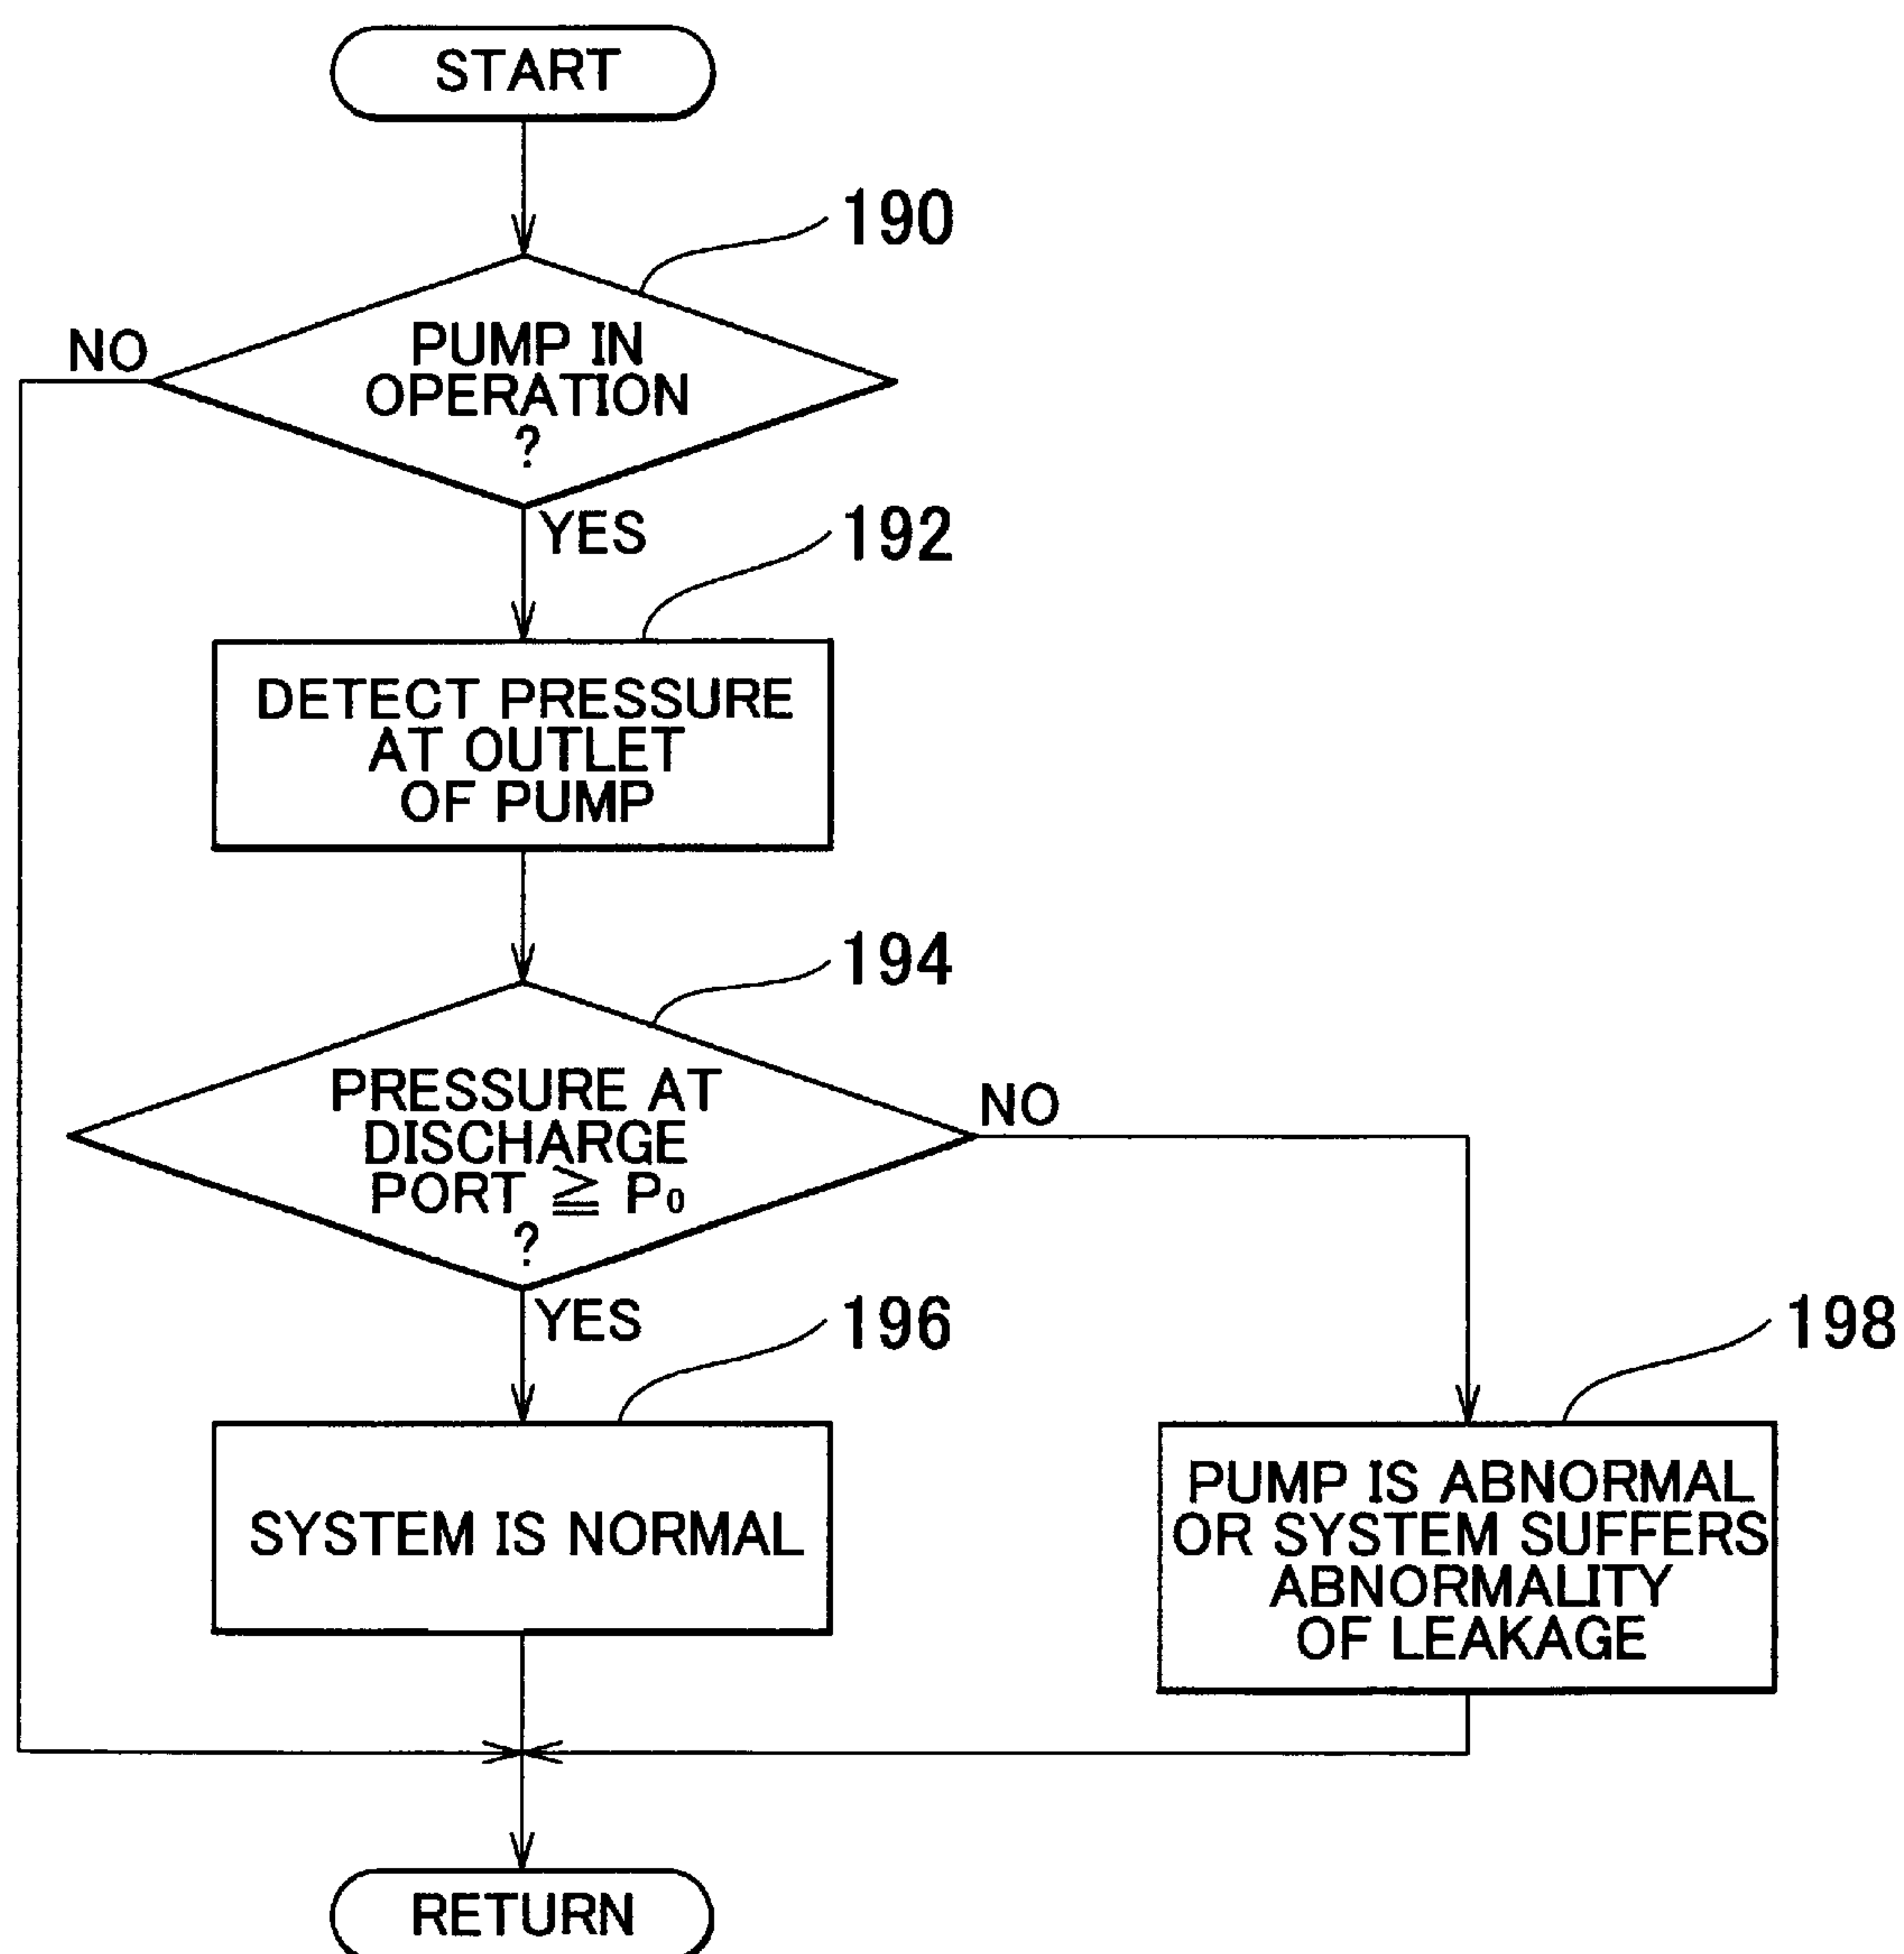 START
190
NO
PUMP IN
OPERATION
?
YES
192
DETECT PRESSURE
AT OUTLET
OF PUMP
194
PRESSURE AT
DISCHARGE
PORT ≧ P₀
?
NO
YES
196
198
SYSTEM IS NORMAL
PUMP IS ABNORMAL
OR SYSTEM SUFFERS
ABNORMALITY
OF LEAKAGE
RETURN